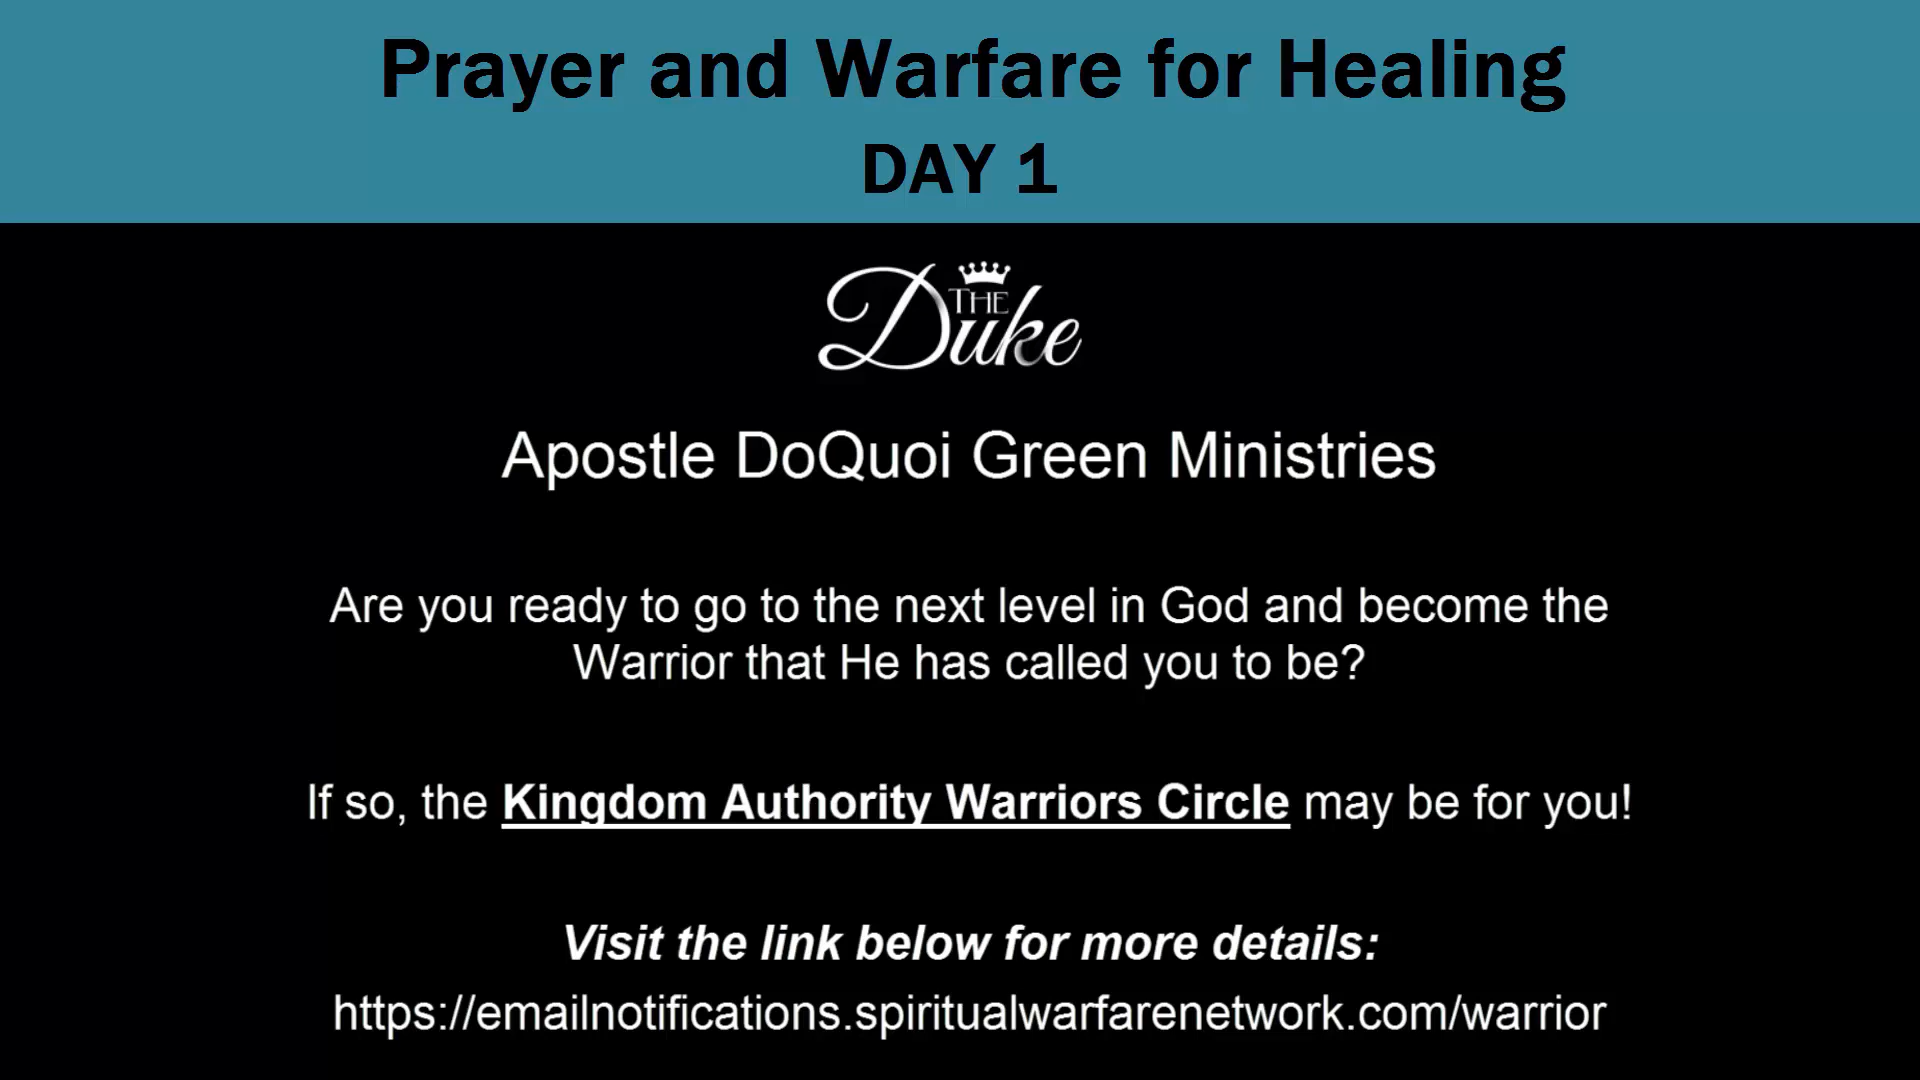 Prayer and Warfare for Healing
DAY 1
THE
Duke
Apostle DoQuoi Green Ministries
Are you ready to go to the next level in God and become the
Warrior that He has called you to be?
If so, the Kingdom Authority Warriors Circle may be for you!
Visit the link below for more details:
https://emailnotifications.spiritualwarfarenetwork.com/warrior